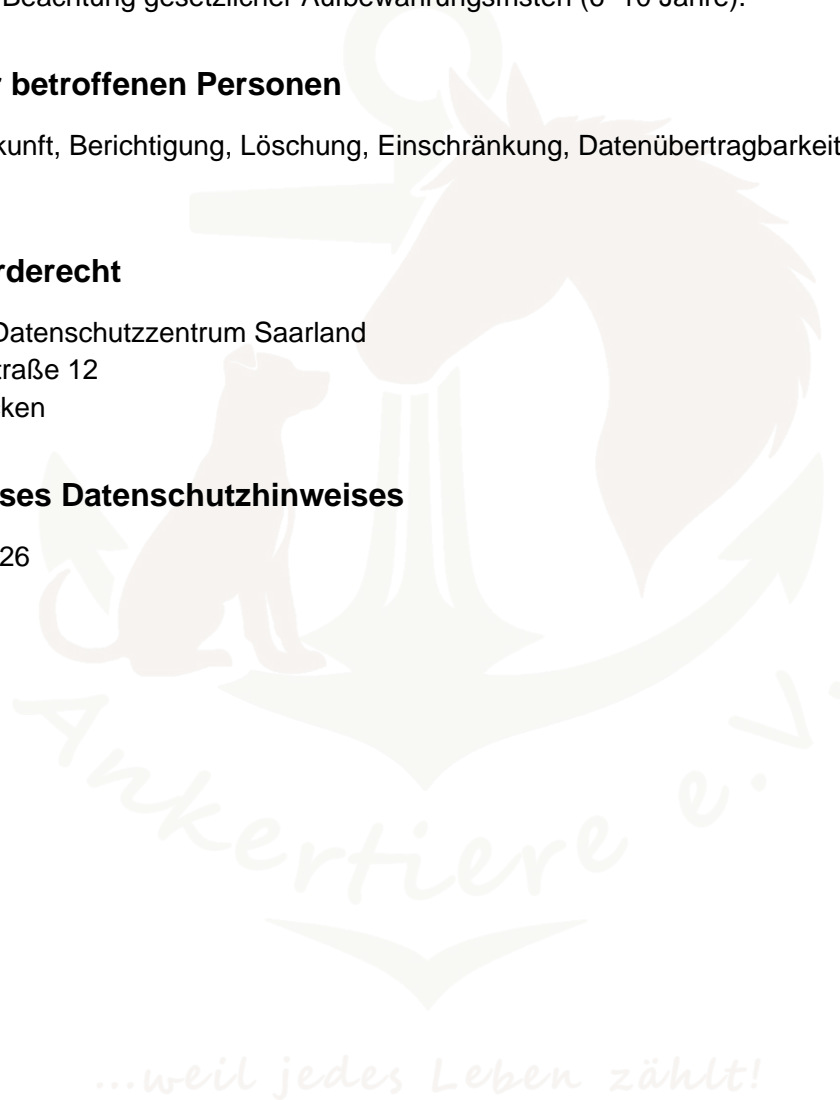 Beachtung gesetzlicher Aufbewahrungsfristen (6–10 Jahre).
r betroffenen Personen
kunft, Berichtigung, Löschung, Einschränkung, Datenübertragbarkeit
rderecht
Datenschutzzentrum Saarland
traße 12
ken
ses Datenschutzhinweises
26
Ankertiere e.V.
...weil jedes Leben zählt!